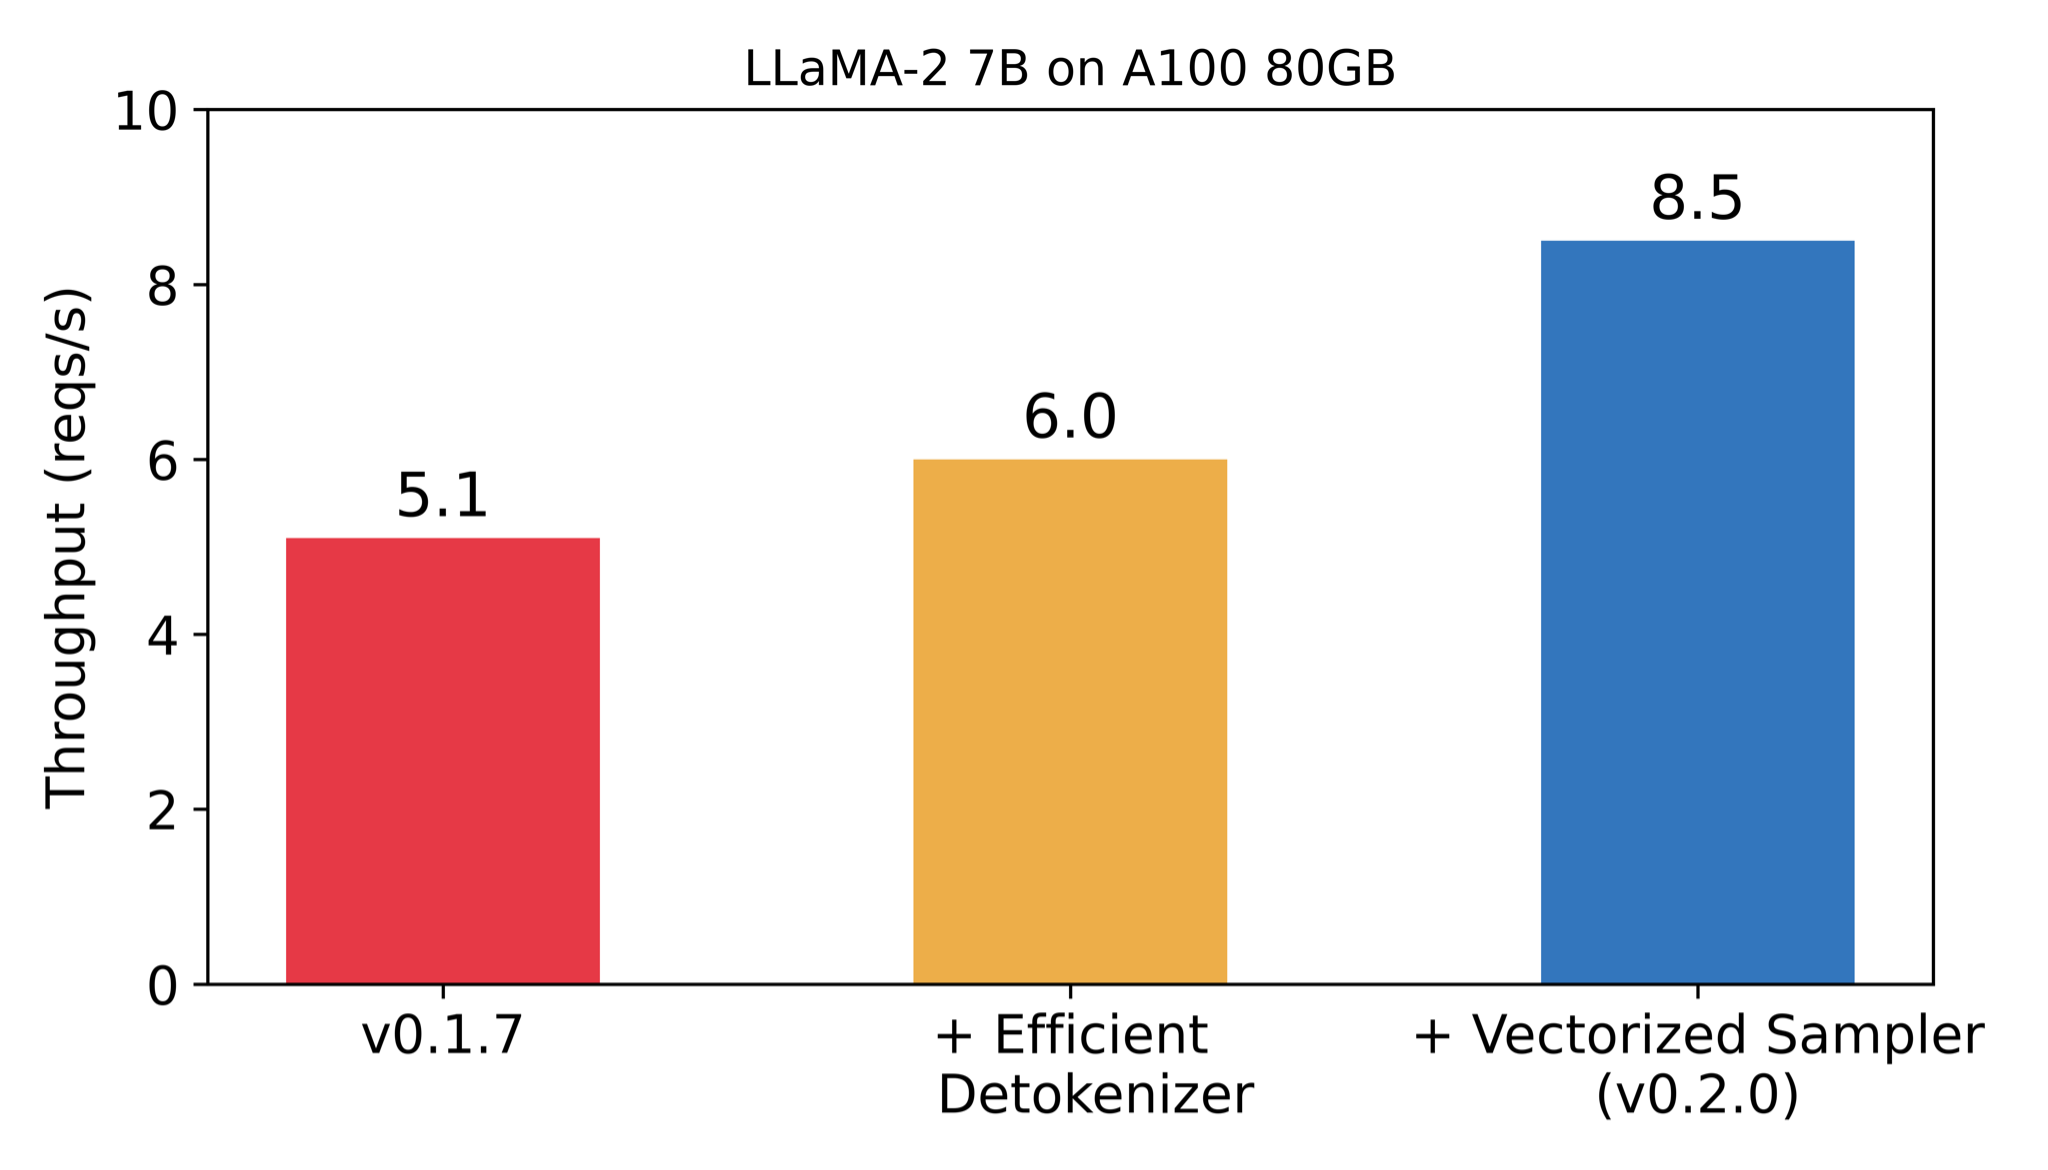 LLaMA-2 7B on A100 80GB
Throughput (reqs/s)
10
8
6
4
2
0
5.1
6.0
8.5
v0.1.7
+ Efficient
Detokenizer
+ Vectorized Sampler
(v0.2.0)